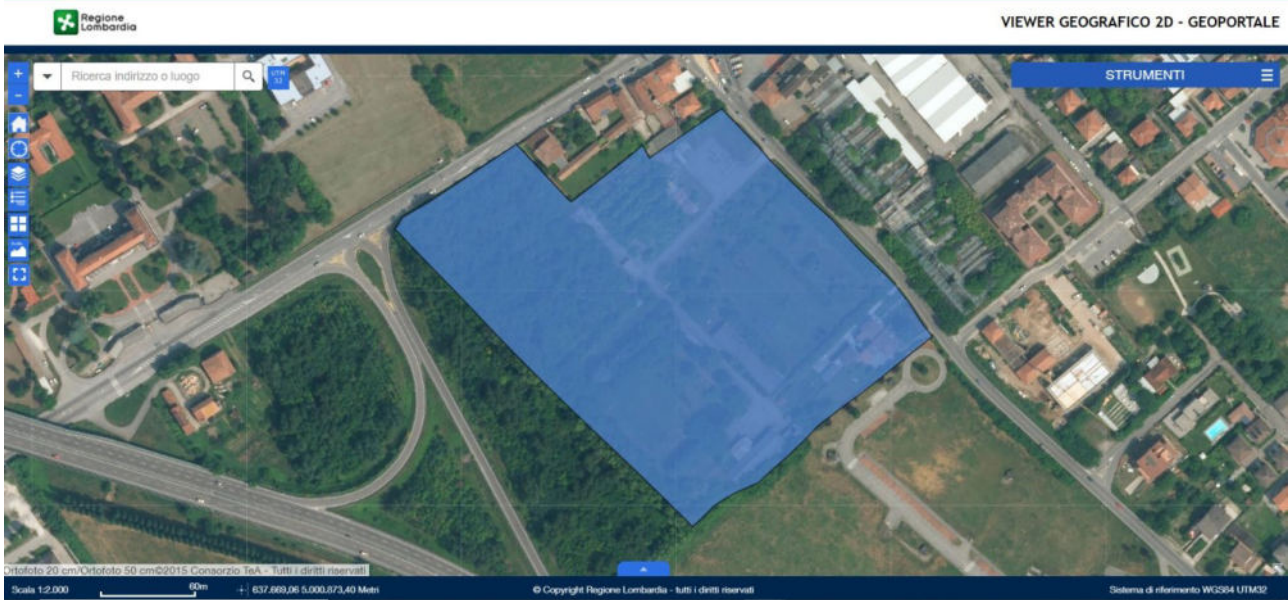 Regione
Lombardia
VIEWER GEOGRAFICO 2D - GEOPORTALE
+
Ricerca indirizzo o luogo
UTM
32
STRUMENTI
-
Ortofoto 20 cm/Ortofoto 50 cm©2015 Consorzio TeA - Tutti i diritti riservati
Scala 1:2.000
60m
637.669,06 5.000.873,40 Metri
© Copyright Regione Lombardia - tutti i diritti riservati
Sistema di riferimento WGS84 UTM32